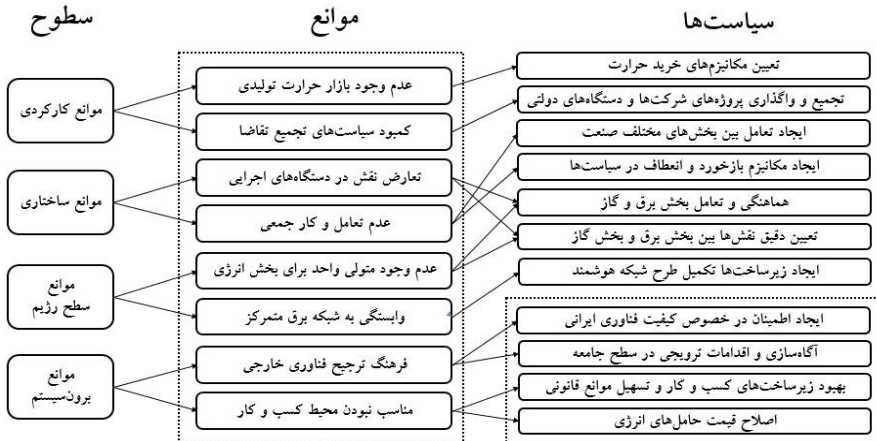 سطوح
موانع
سیاست‌ها
موانع کارکردی
موانع ساختاری
موانع
سطح رژیم
موانع
برون‌سیستم
عدم وجود بازار حرارت تولیدی
کمبود سیاست‌های تجمیع تقاضا
تعارض نقش در دستگاه‌های اجرایی
عدم تعامل و کار جمعی
عدم وجود متولی واحد برای بخش انرژی
وابستگی به شبکه برق متمرکز
فرهنگ ترجیح فناوری خارجی
مناسب نبودن محیط کسب و کار
تعیین مکانیزم‌های خرید حرارت
تجمیع و واگذاری پروژه‌های شرکت‌ها و دستگاه‌های دولتی
ایجاد تعامل بین بخش‌های مختلف صنعت
ایجاد مکانیزم بازخورد و انعطاف در سیاست‌ها
هماهنگی و تعامل بخش برق و گاز
تعیین دقیق نقش‌ها بین بخش برق و بخش گاز
ایجاد زیرساخت‌ها تکمیل طرح شبکه هوشمند
ایجاد اطمینان در خصوص کیفیت فناوری ایرانی
آگاه‌سازی و اقدامات ترویجی در سطح جامعه
بهبود زیرساخت‌های کسب و کار و تسهیل موانع قانونی
اصلاح قیمت حامل‌های انرژی